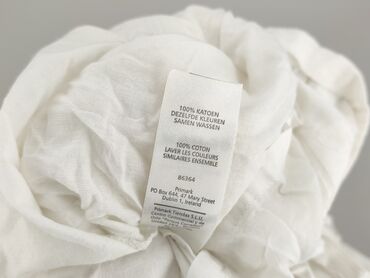 100% KATOEN
DEZELFDE KLEUREN
SAMEN WASSEN
100% COTON
LAVER LES COULEURS
SIMILAIRES ENSEMBLE
86364
Primark
PO Box 644, 47 Mary Street
Dublin 1, Ireland
Primark Tiendas S.L.U.